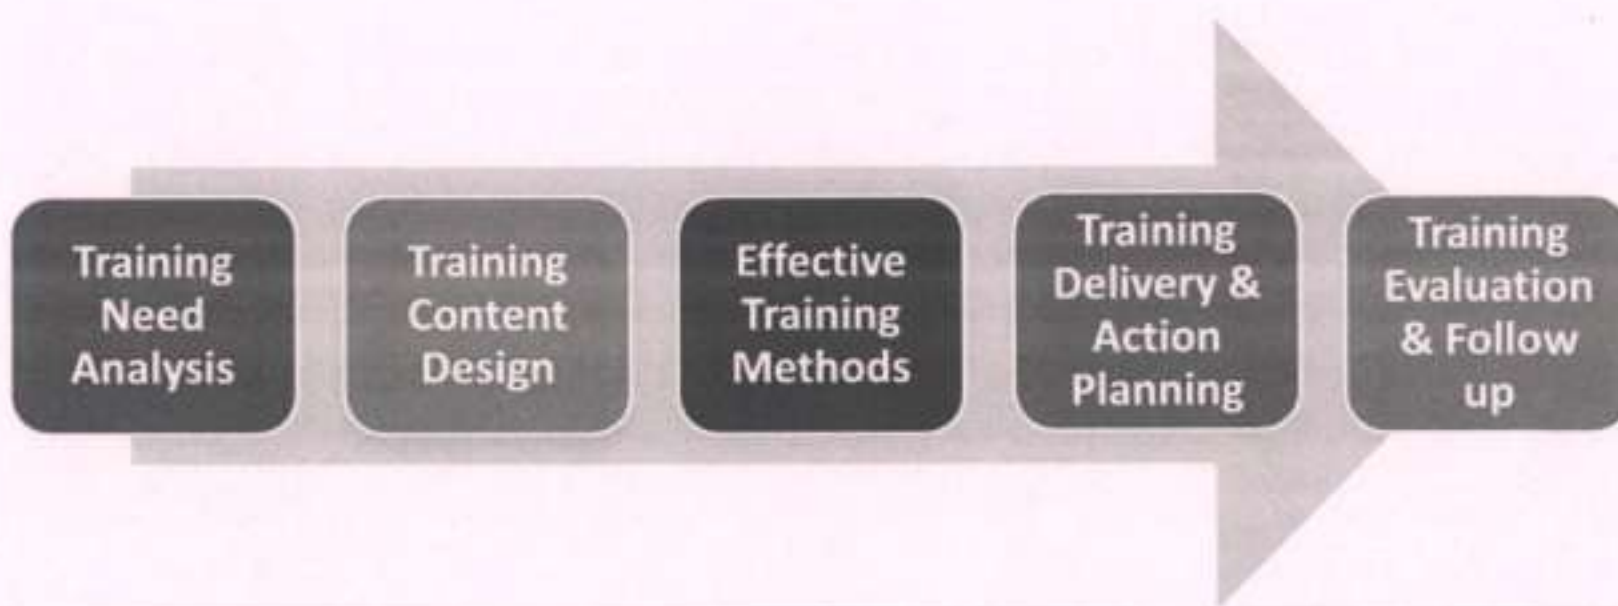 Training
Need
Analysis
Training
Content
Design
Effective
Training
Methods
Training
Delivery &
Action
Planning
Training
Evaluation
& Follow
up